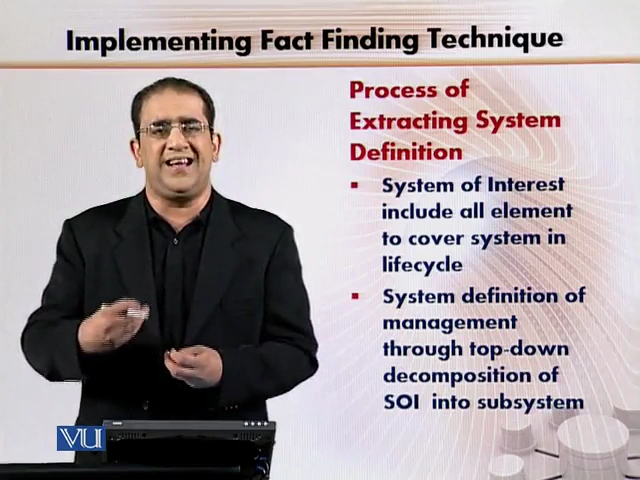 Implementing Fact Finding Technique
Process of
Extracting System
Definition
▪ System of Interest
include all element
to cover system in
lifecycle
▪ System definition of
management
through top-down
decomposition of
SOI into subsystem
VU